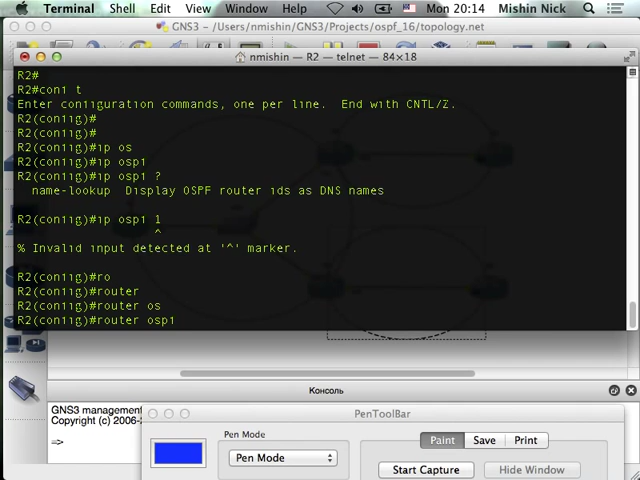 Terminal Shell Edit View Window Help Mon 20:14 Mishin Nick
GNS3 – /Users/nmishin/GNS3/Projects/ospf_16/topology.net
nmishin — R2 — telnet — 84×18
R2#
R2#conf t
Enter configuration commands, one per line. End with CNTL/Z.
R2(config)#
R2(config)#
R2(config)#ip os
R2(config)#ip ospf
R2(config)#ip ospf ?
name-lookup Display OSPF router ids as DNS names
R2(config)#ip ospf 1
^
% Invalid input detected at '^' marker.
R2(config)#ro
R2(config)#router
R2(config)#router os
R2(config)#router ospf
Консоль
GNS3 management
Copyright (c) 2006-2
=>
PenToolBar
Pen Mode
Pen Mode
Paint Save Print
Start Capture Hide Window